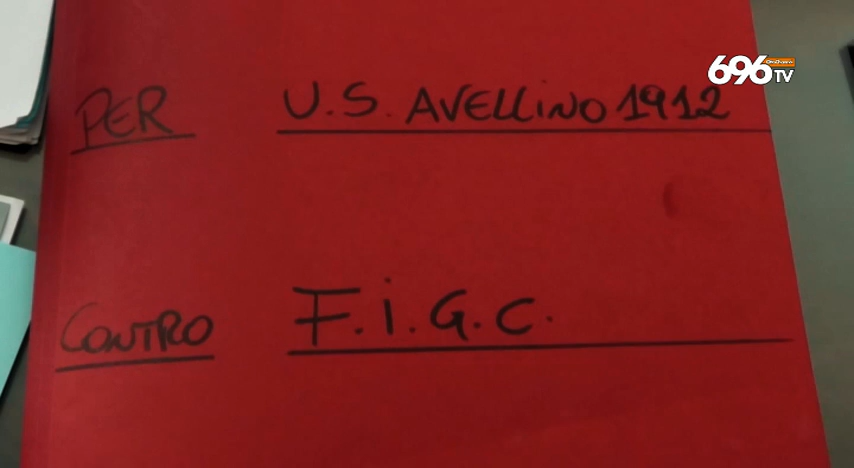 696 TV
PER U.S. AVELLINO 1912
CONTRO F.i.G.C.